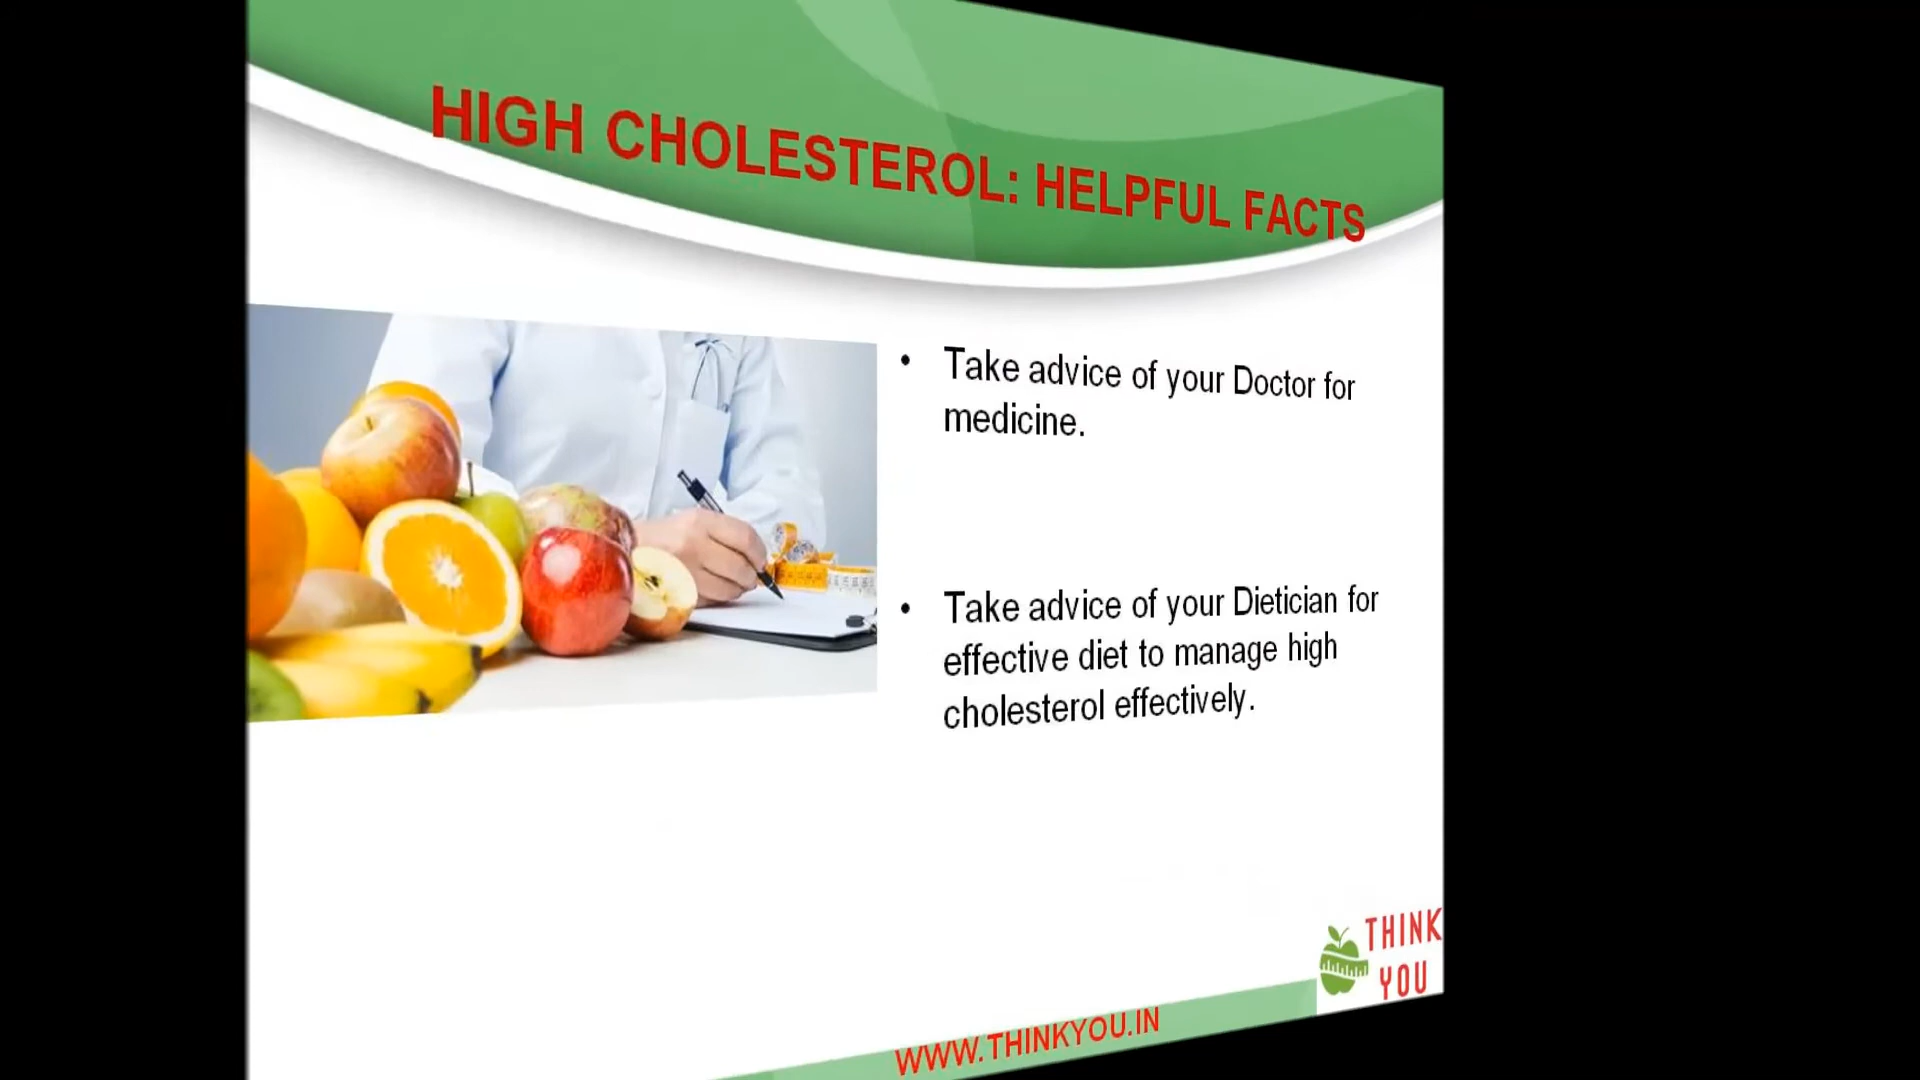 HIGH CHOLESTEROL: HELPFUL FACTS
• Take advice of your Doctor for
medicine.
• Take advice of your Dietician for
effective diet to manage high
cholesterol effectively.
THINK
YOU
WWW.THINKYOU.IN